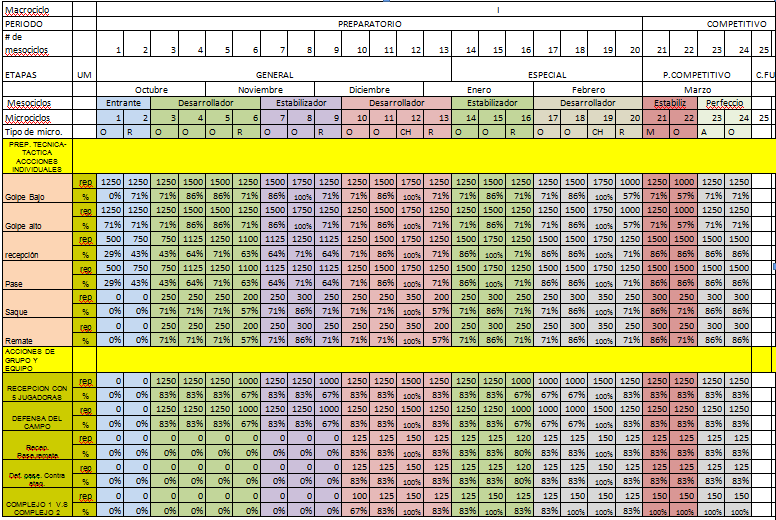 Macrociclo I
PERIODO PREPARATORIO COMPETITIVO
# de
mesociclos 1 2 3 4 5 6 7 8 9 10 11 12 13 14 15 16 17 18 19 20 21 22 23 24 25
ETAPAS UM GENERAL ESPECIAL P.COMPETITIVO C.FU
Octubre Noviembre Diciembre Enero Febrero Marzo
Mesociclos Entrante Desarrollador Estabilizador Desarrollador Estabilizador Desarrollador Estabiliz Perfeccio
Microciclos 1 2 3 4 5 6 7 8 9 10 11 12 13 14 15 16 17 18 19 20 21 22 23 24 25
Tipo de micro. O R O O O R O O R O O CH R O O R O O CH R M O A O
PREP. TECNICA-
TACTICA
ACCCIONES
INDIVIDUALES
rep 1250 1250 1250 1500 1500 1250 1500 1750 1250 1250 1500 1750 1250 1250 1500 1250 1250 1500 1750 1000 1250 1000 1250 1250
Golpe Bajo % 0% 71% 71% 86% 86% 71% 86% 100% 71% 71% 86% 100% 71% 71% 86% 71% 71% 86% 100% 57% 71% 57% 71% 71%
rep 1250 1250 1250 1500 1500 1250 1500 1750 1250 1250 1500 1750 1250 1250 1500 1250 1250 1500 1750 1000 1250 1000 1250 1250
Golpe alto % 71% 71% 71% 86% 86% 71% 86% 100% 71% 71% 86% 100% 71% 71% 86% 71% 71% 86% 100% 57% 71% 57% 71% 71%
rep 500 750 750 1125 1250 1100 1125 1250 1125 1250 1500 1750 1250 1500 1750 1250 1500 1500 1750 1250 1500 1500 1500 1500
recepción % 29% 43% 43% 64% 71% 63% 64% 71% 64% 71% 86% 100% 71% 86% 100% 71% 86% 86% 100% 71% 86% 86% 86% 86%
rep 500 750 750 1125 1250 1100 1125 1250 1125 1250 1500 1750 1250 1500 1750 1250 1500 1500 1750 1250 1500 1500 1500 1500
Pase % 29% 43% 43% 64% 71% 63% 64% 71% 64% 71% 86% 100% 71% 86% 100% 71% 86% 86% 100% 71% 86% 86% 86% 86%
rep 0 0 250 250 250 200 250 300 250 250 250 350 200 250 300 250 250 300 350 250 300 250 300 300
Saque % 0% 0% 71% 71% 71% 57% 71% 86% 71% 71% 71% 100% 57% 71% 86% 71% 71% 86% 100% 71% 86% 71% 86% 86%
rep 0 0 250 250 250 200 250 300 250 250 250 350 200 250 300 250 250 300 350 250 300 250 300 300
Remate % 0% 0% 71% 71% 71% 57% 71% 86% 71% 71% 71% 100% 57% 71% 86% 71% 71% 86% 100% 71% 86% 71% 86% 86%
ACCIONES DE
GRUPO Y
EQUIPO
rep 0 0 1250 1250 1250 1000 1250 1250 1000 1250 1250 1500 1250 1250 1250 1000 1000 1000 1500 1250 1250 1250 1250 1250
RECEPCION CON
5 JUGADORAS % 0% 0% 83% 83% 83% 67% 83% 83% 67% 83% 83% 100% 83% 83% 83% 67% 67% 67% 100% 83% 83% 83% 83% 83%
rep 0 0 1250 1250 1250 1000 1250 1250 1000 1250 1250 1500 1250 1250 1250 1000 1000 1000 1500 1250 1250 1250 1250 1250
DEFENSA DEL
CAMPO % 0% 0% 83% 83% 83% 67% 83% 83% 67% 83% 83% 100% 83% 83% 83% 67% 67% 67% 100% 83% 83% 83% 83% 83%
rep 0 0 0 0 0 0 0 0 0 125 125 150 125 125 125 120 125 125 150 125 125 125 125 125
Recep.
Pase,remate. % 0% 0% 0% 0% 0% 0% 0% 0% 0% 83% 83% 100% 83% 83% 83% 80% 83% 83% 100% 83% 83% 83% 83% 83%
rep 0 0 0 0 0 0 0 0 0 125 125 150 125 125 125 120 125 125 150 125 125 125 125 125
Def. pase. Contra
ataq. % 0% 0% 0% 0% 0% 0% 0% 0% 0% 83% 83% 100% 83% 83% 83% 80% 83% 83% 100% 83% 83% 83% 83% 83%
rep 0 0 0 0 0 0 0 0 0 100 125 150 125 125 150 125 125 150 150 125 150 150 150 150
COMPLEJO 1 V.S
COMPLEJO 2 % 0% 0% 0% 0% 0% 0% 0% 0% 0% 67% 83% 100% 83% 83% 100% 83% 83% 100% 100% 83% 100% 100% 100% 100%